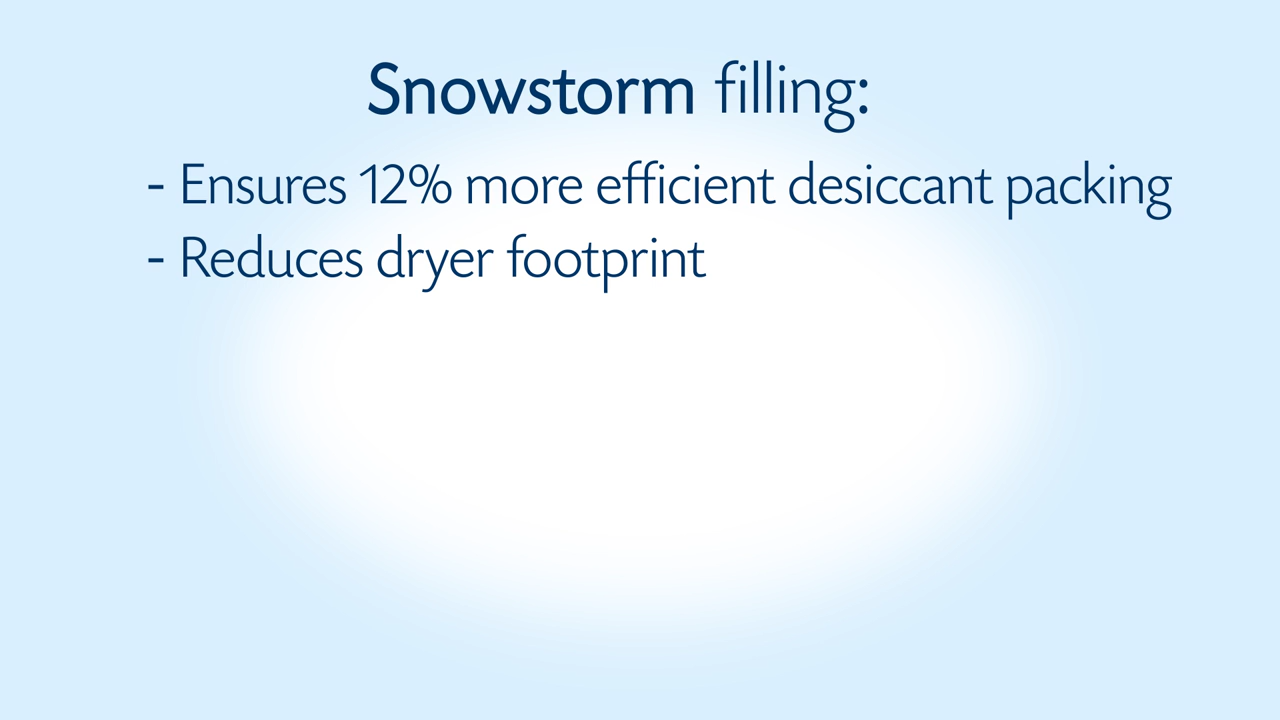 Snowstorm filling:
- Ensures 12% more efficient desiccant packing
- Reduces dryer footprint